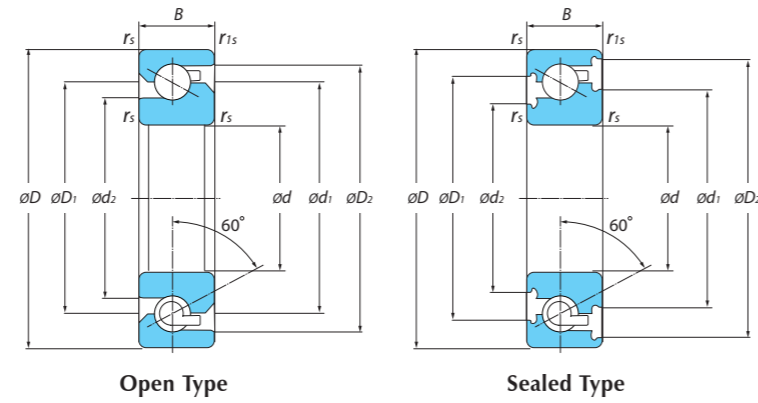 B B
rs r1s rs r1s
rs rs rs rs
øD øD1 ød2 ød ød1 øD2 øD øD1 ød2 ød ød1 øD2
60° 60°
Open Type Sealed Type